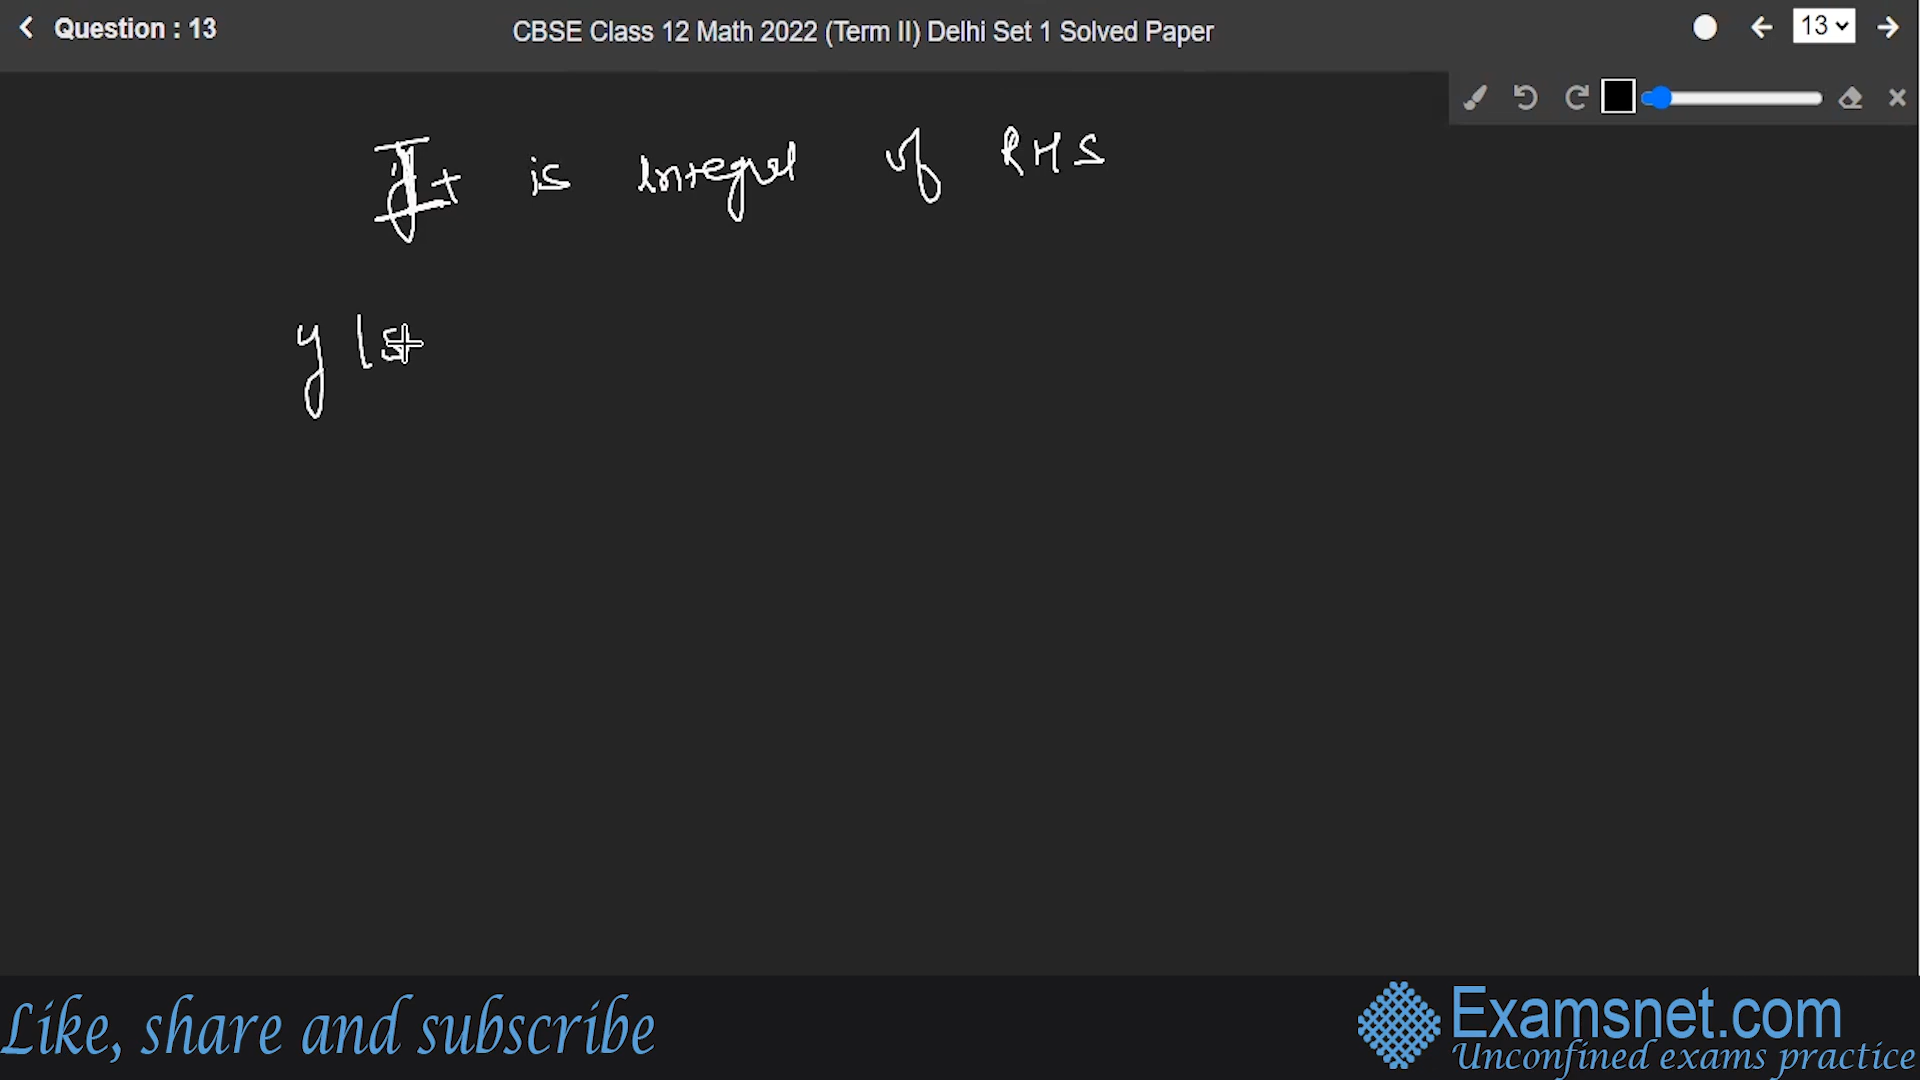 Question : 13
CBSE Class 12 Math 2022 (Term II) Delhi Set 1 Solved Paper
13
It is integral of RHS
y
Like, share and subscribe
Examsnet.com
Unconfined exams practice